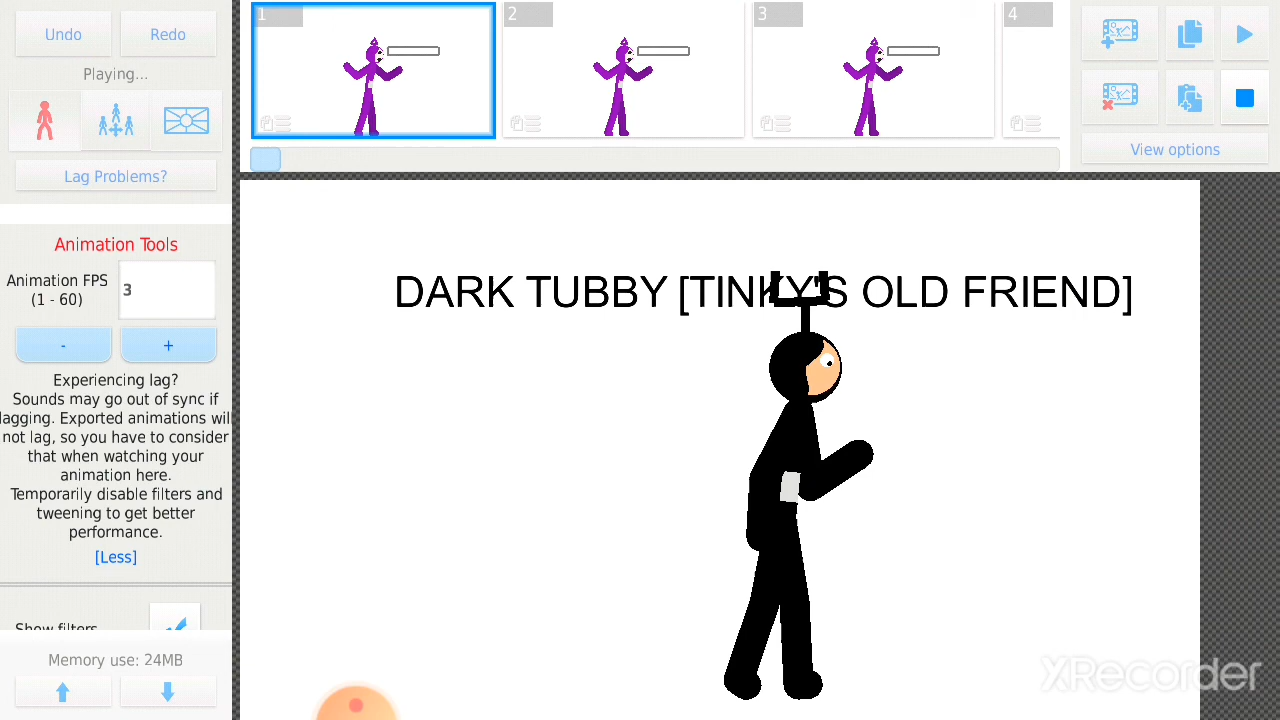 Undo
Redo
Playing...
Lag Problems?
1
2
3
4
View options
Animation Tools
Animation FPS
(1 - 60)
3
-
+
Experiencing lag?
Sounds may go out of sync if
lagging. Exported animations will
not lag, so you have to consider
that when watching your
animation here.
Temporarily disable filters and
tweening to get better
performance.
[Less]
Show filters
Memory use: 24MB
DARK TUBBY [TINKY'S OLD FRIEND]
XRecorder